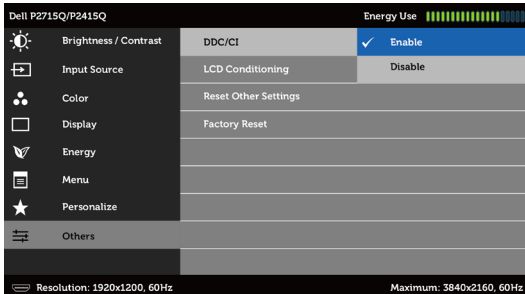 Dell P2715Q/P2415Q Energy Use
Brightness / Contrast DDC/CI Enable
Input Source LCD Conditioning Disable
Color Reset Other Settings
Display Factory Reset
Energy
Menu
Personalize
Others
Resolution: 1920x1200, 60Hz Maximum: 3840x2160, 60Hz